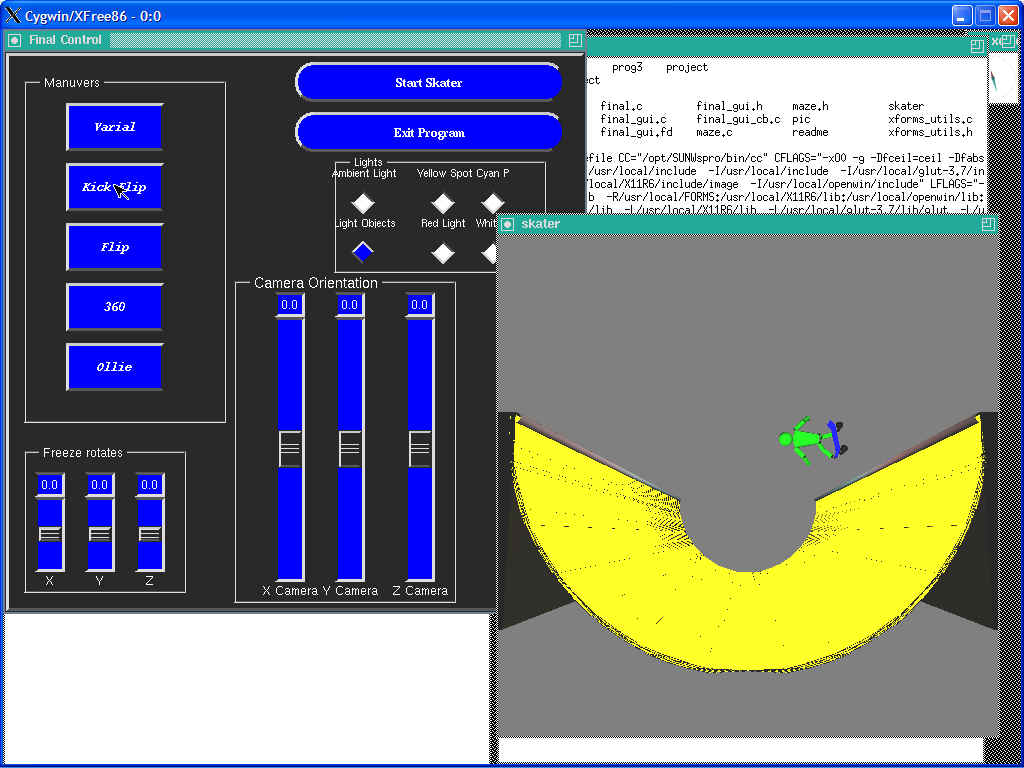 Cygwin/XFree86 - 0:0
Final Control
Manuvers
Varial
Kick Flip
Flip
360
Ollie
Start Skater
Exit Program
Lights
Ambient Light
Yellow Spot
Cyan P
Light Objects
Red Light
Whit
Camera Orientation
0.0 0.0 0.0
X Camera Y Camera Z Camera
Freeze rotates
0.0 0.0 0.0
X Y Z
prog3 project
ect
final.c final_gui.h maze.h skater
final_gui.c final_gui_cb.c pic xforms_utils.c
final_gui.fd maze.c readme xforms_utils.h
efile CC="/opt/SUNWspro/bin/cc" CFLAGS="-xO0 -g -Dfceil=ceil -Dfabs
/local/include -I/usr/local/include -I/usr/local/glut-3.7/in
local/X11R6/include/image -I/usr/local/openwin/include" LFLAGS="-
b -R/usr/local/FORMS:/usr/local/X11R6/lib:/usr/local/openwin/lib:
/lib -L/usr/local/X11R6/lib -L/usr/local/glut-3.7/lib/glut -L/u
skater